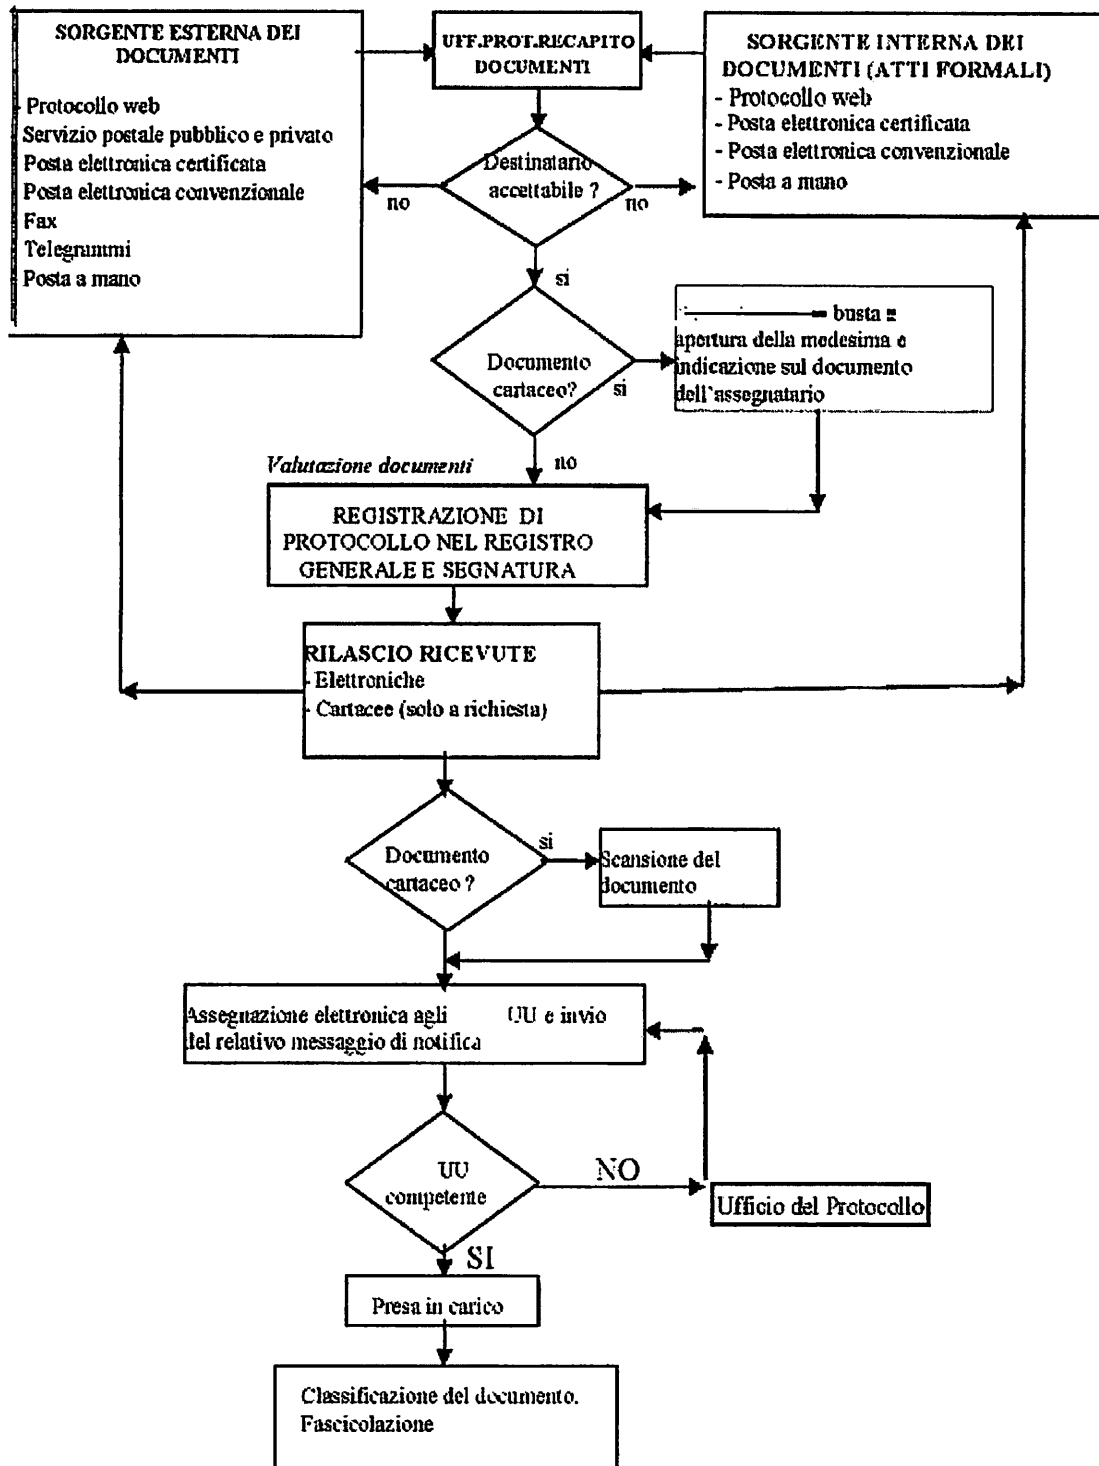 SORGENTE ESTERNA DEI
DOCUMENTI
- Protocollo web
Servizio postale pubblico e privato
Posta elettronica certificata
Posta elettronica convenzionale
Fax
Telegrammi
Posta a mano
UFF.PROT.RECAPITO
DOCUMENTI
SORGENTE INTERNA DEI
DOCUMENTI (ATTI FORMALI)
- Protocollo web
- Posta elettronica certificata
- Posta elettronica convenzionale
- Posta a mano
Destinatario
accettabile ?
no
no
si
Documento
cartaceo?
si
busta =
apertura della medesima e
indicazione sul documento
dell'assegnatario
no
Valutazione documenti
REGISTRAZIONE DI
PROTOCOLLO NEL REGISTRO
GENERALE E SEGNATURA
RILASCIO RICEVUTE
- Elettroniche
- Cartacee (solo a richiesta)
Documento
cartaceo ?
si
Scansione del
documento
Assegnazione elettronica agli UU e invio
del relativo messaggio di notifica
UU
competente
NO
Ufficio del Protocollo
SI
Presa in carico
Classificazione del documento.
Fascicolazione